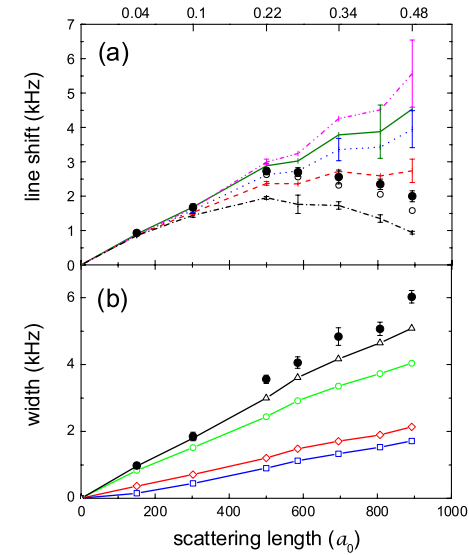 0.04 0.1 0.22 0.34 0.48
7
6
5
4
3
2
1
0
line shift (kHz)
(a)
6
4
2
0
width (kHz)
(b)
0 200 400 600 800 1000
scattering length (a₀)